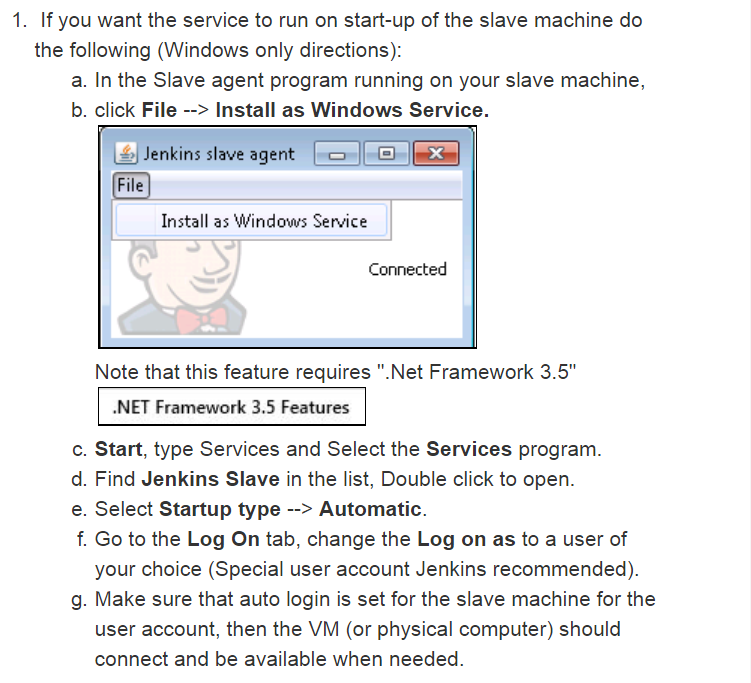 1. If you want the service to run on start-up of the slave machine do
the following (Windows only directions):
a. In the Slave agent program running on your slave machine,
b. click File --> Install as Windows Service.
Jenkins slave agent
File
Install as Windows Service
Connected
Note that this feature requires ".Net Framework 3.5"
.NET Framework 3.5 Features
c. Start, type Services and Select the Services program.
d. Find Jenkins Slave in the list, Double click to open.
e. Select Startup type --> Automatic.
f. Go to the Log On tab, change the Log on as to a user of
your choice (Special user account Jenkins recommended).
g. Make sure that auto login is set for the slave machine for the
user account, then the VM (or physical computer) should
connect and be available when needed.